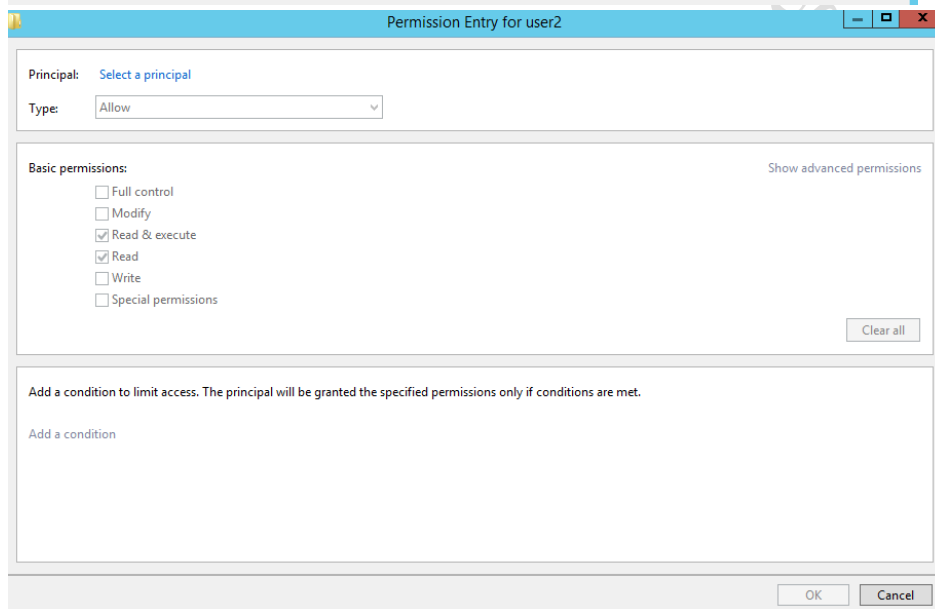 Permission Entry for user2
Principal: Select a principal
Type: Allow
Basic permissions: Show advanced permissions
Full control
Modify
Read & execute
Read
Write
Special permissions
Clear all
Add a condition to limit access. The principal will be granted the specified permissions only if conditions are met.
Add a condition
OK Cancel